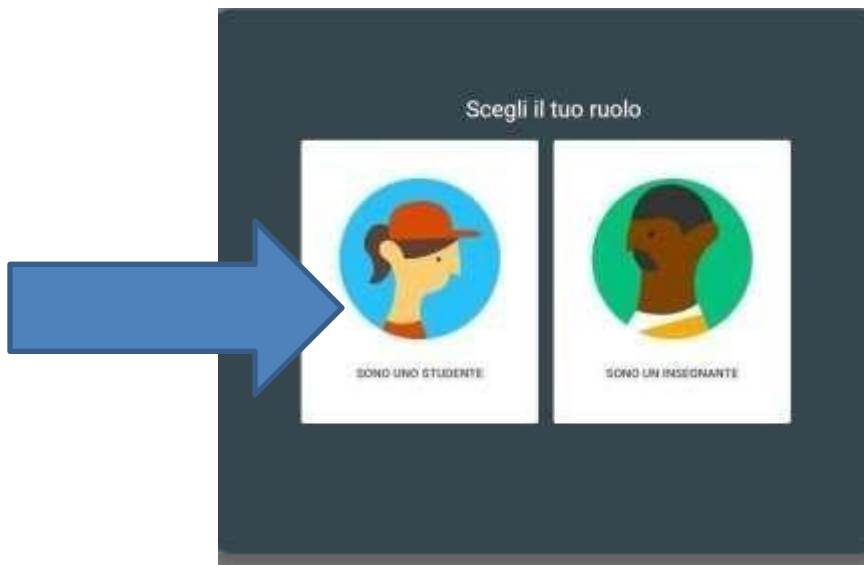 Scegli il tuo ruolo
SONO UNO STUDENTE
SONO UN INSEGNANTE